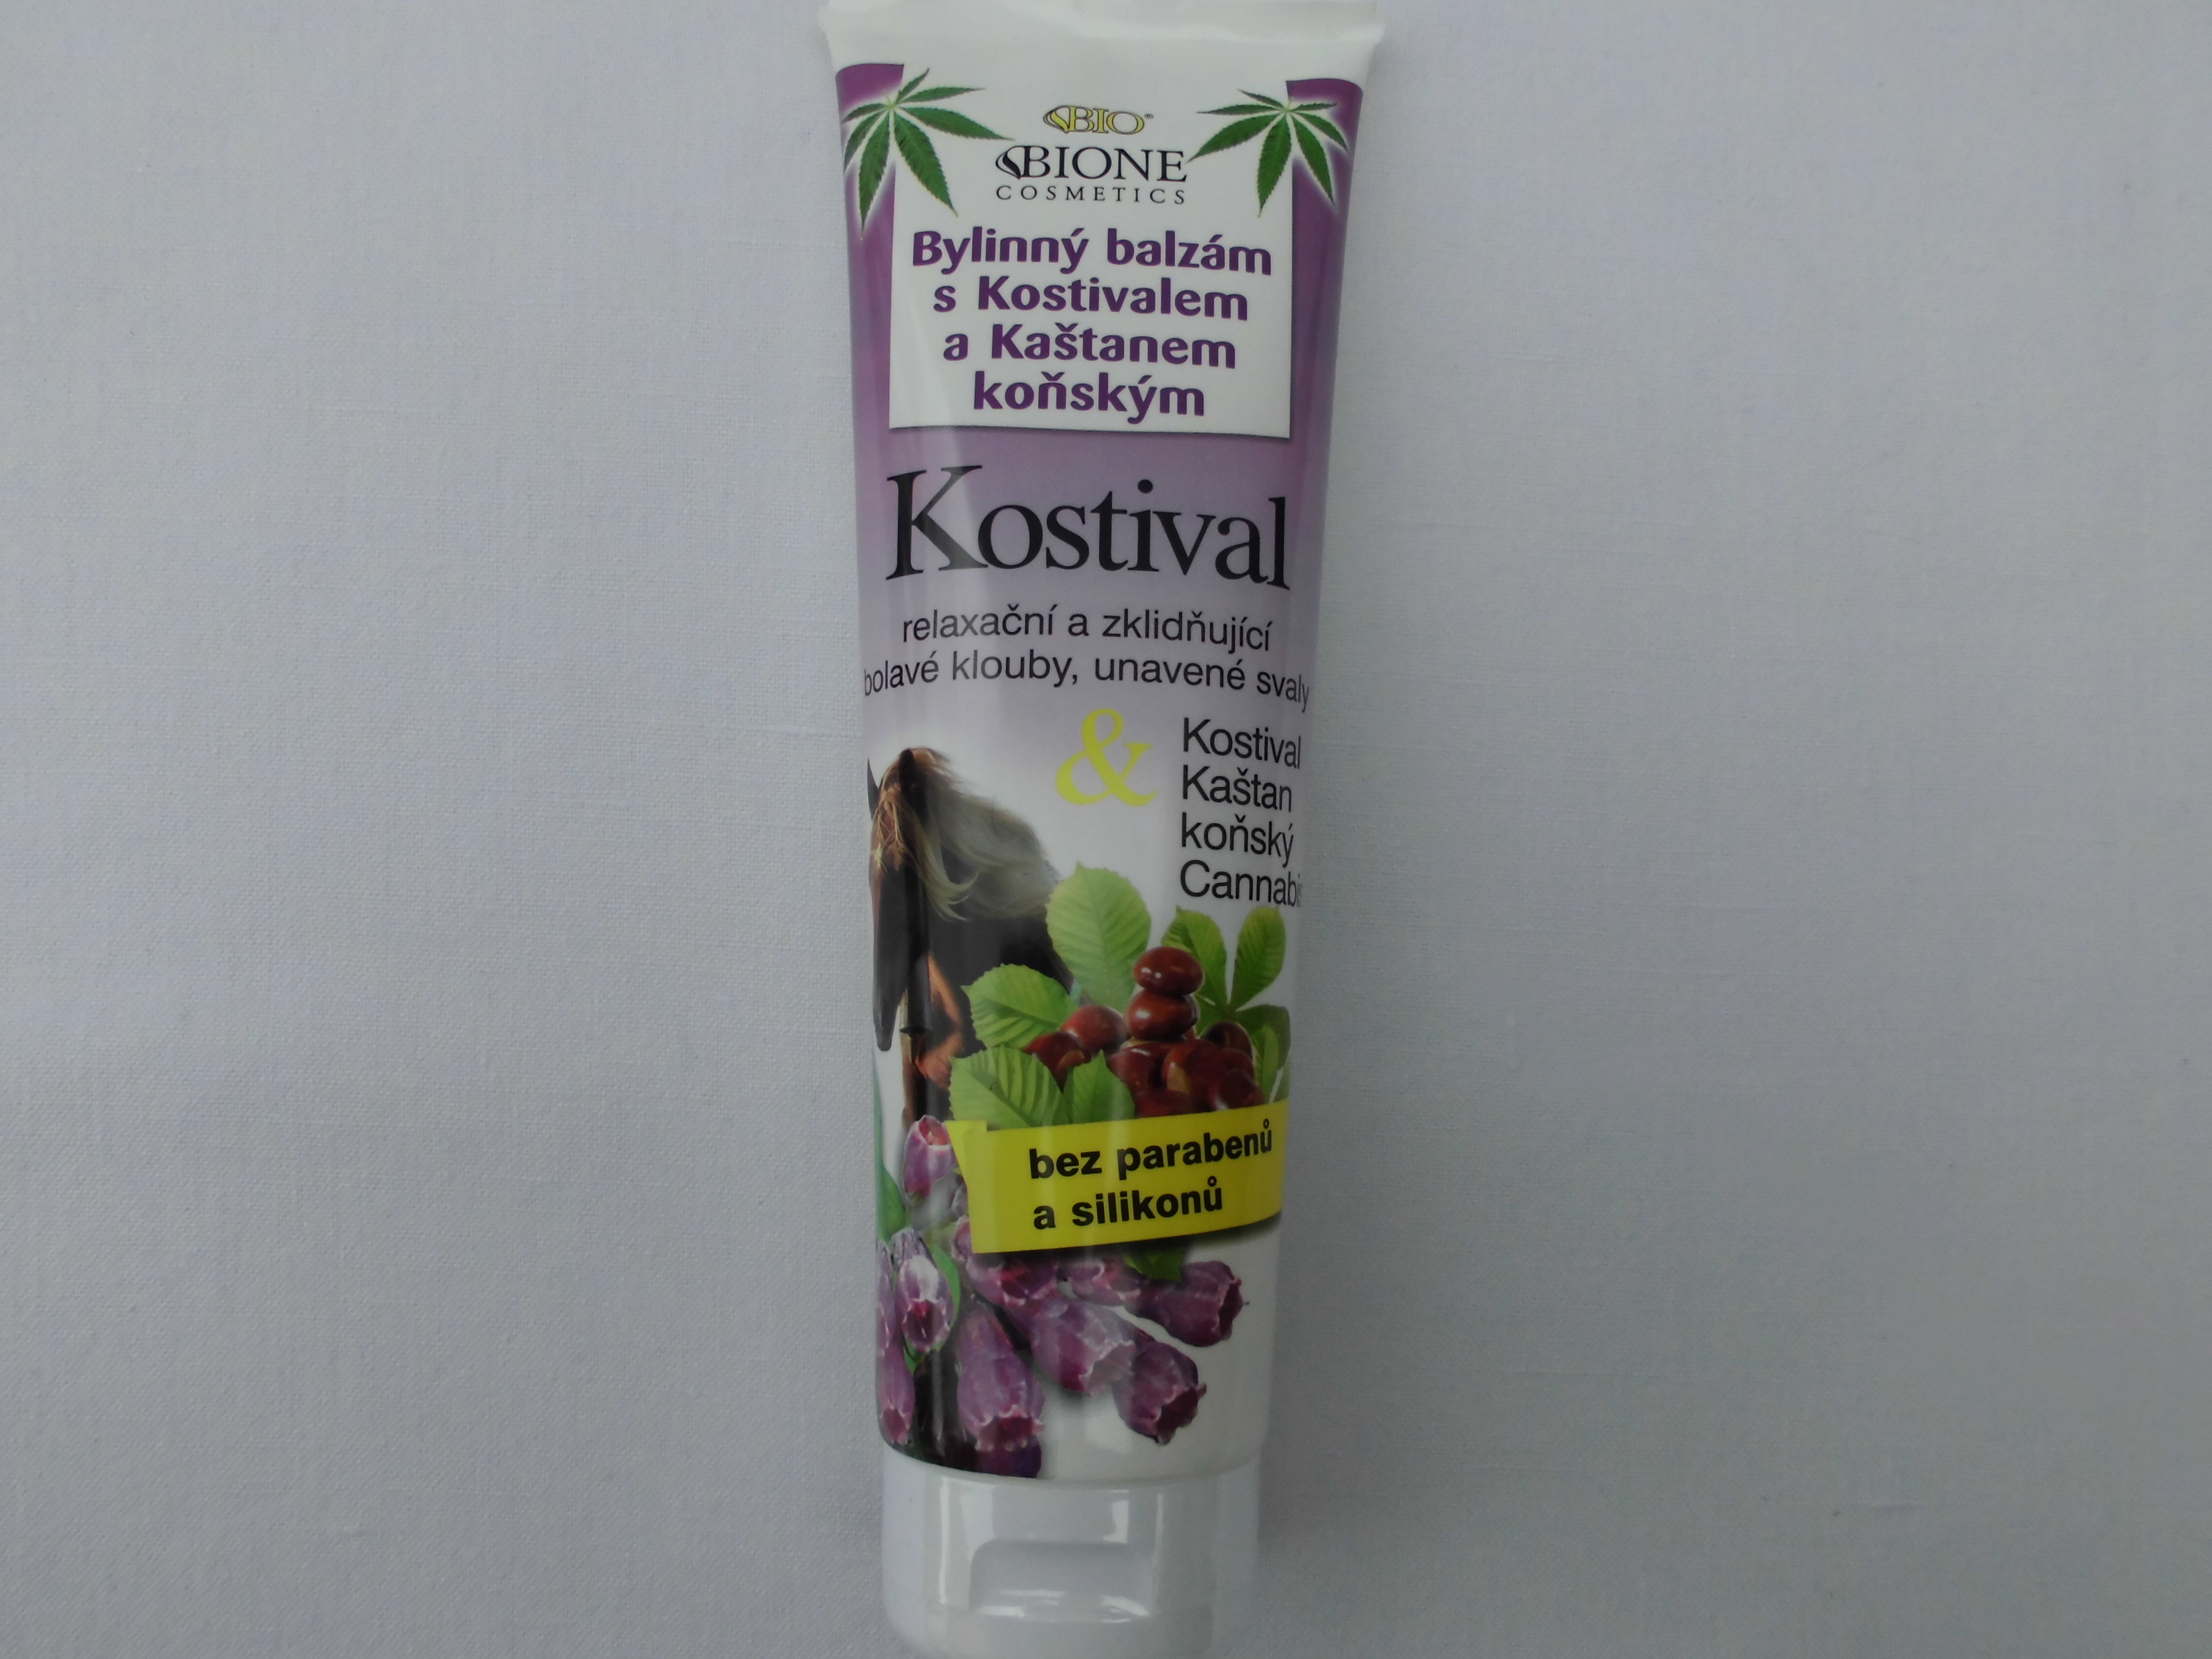 BIO®
BIONE
COSMETICS
Bylinný balzám
s Kostivalem
a Kaštanem
koňským
Kostival
relaxační a zklidňující
bolavé klouby, unavené svaly
&
Kostival
Kaštan
koňský
Cannabi
bez parabenů
a silikonů